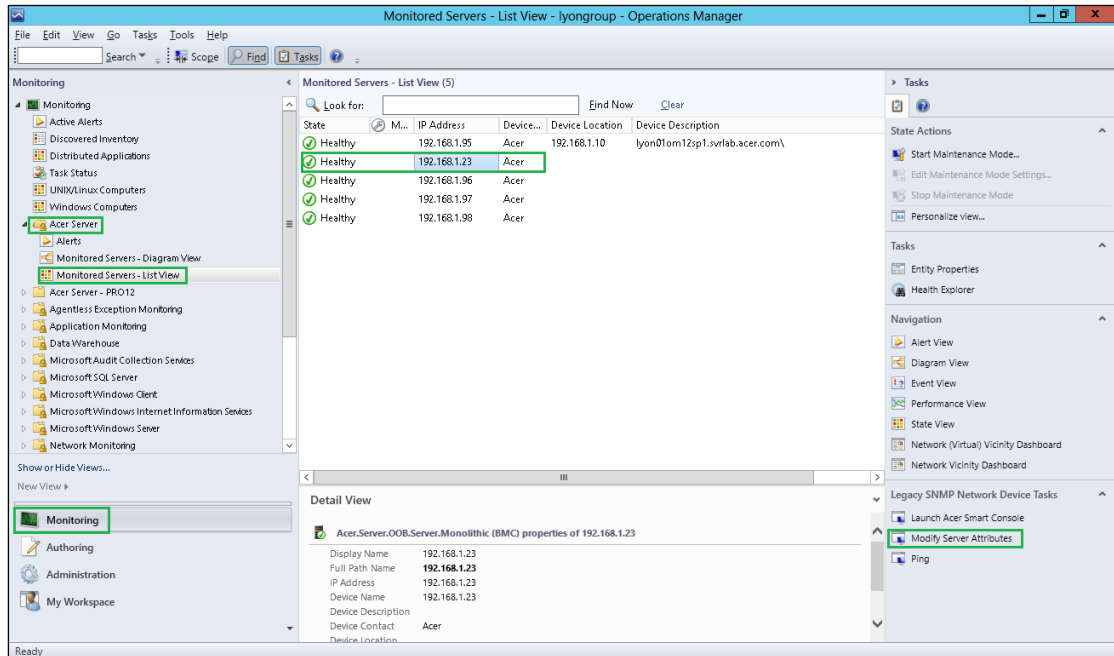 Monitored Servers - List View - lyongroup - Operations Manager
File Edit View Go Tasks Tools Help
Search Scope Find Tasks
Monitoring
Monitoring
Active Alerts
Discovered Inventory
Distributed Applications
Task Status
UNIX/Linux Computers
Windows Computers
Acer Server
Alerts
Monitored Servers - Diagram View
Monitored Servers - List View
Acer Server - PRO12
Agentless Exception Monitoring
Application Monitoring
Data Warehouse
Microsoft Audit Collection Services
Microsoft SQL Server
Microsoft Windows Client
Microsoft Windows Internet Information Services
Microsoft Windows Server
Network Monitoring
Show or Hide Views...
New View
Monitoring
Authoring
Administration
My Workspace
Monitored Servers - List View (5)
Look for: Find Now Clear
State M... IP Address Device... Device Location Device Description
Healthy 192.168.1.95 Acer 192.168.1.10 lyon01om12sp1.svrlab.acer.com\
Healthy 192.168.1.23 Acer
Healthy 192.168.1.96 Acer
Healthy 192.168.1.97 Acer
Healthy 192.168.1.98 Acer
Detail View
Acer.Server.OOB.Server.Monolithic (BMC) properties of 192.168.1.23
Display Name 192.168.1.23
Full Path Name 192.168.1.23
IP Address 192.168.1.23
Device Name 192.168.1.23
Device Description
Device Contact Acer
Device Location
Tasks
State Actions
Start Maintenance Mode...
Edit Maintenance Mode Settings...
Stop Maintenance Mode
Personalize view...
Tasks
Entity Properties
Health Explorer
Navigation
Alert View
Diagram View
Event View
Performance View
State View
Network (Virtual) Vicinity Dashboard
Network Vicinity Dashboard
Legacy SNMP Network Device Tasks
Launch Acer Smart Console
Modify Server Attributes
Ping
Ready